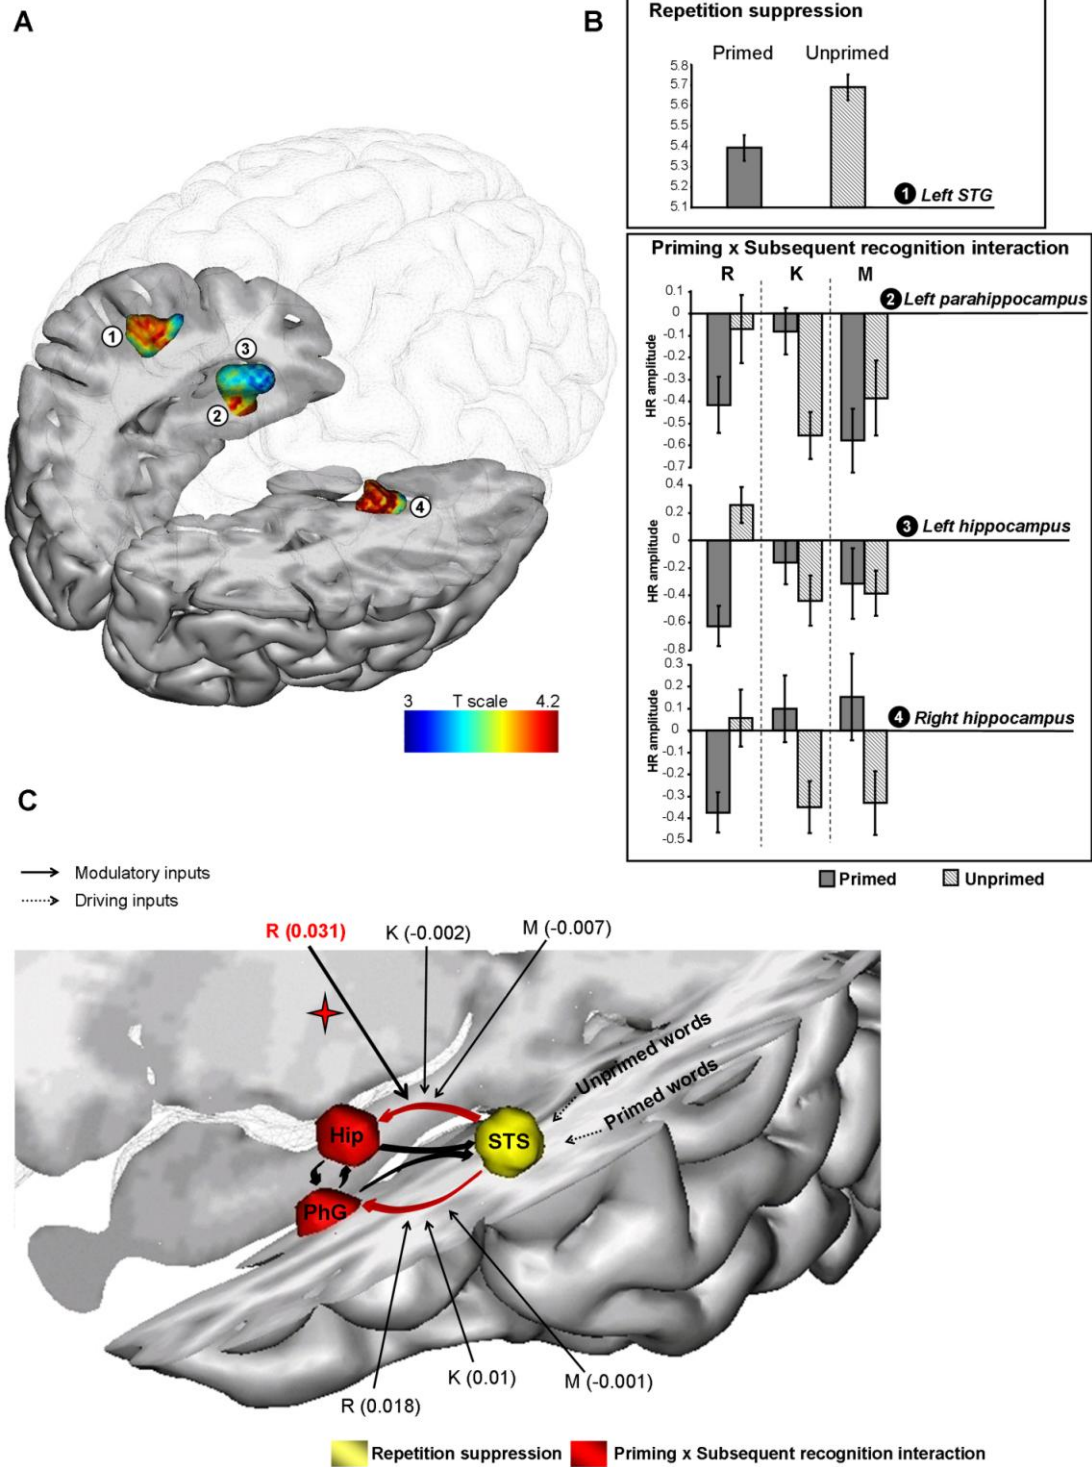 A
B
Repetition suppression
Primed Unprimed
5.8
5.7
5.6
5.5
5.4
5.3
5.2
5.1
1 Left STG
Priming x Subsequent recognition interaction
R K M
0.1
0
-0.1
-0.2
-0.3
-0.4
-0.5
-0.6
-0.7
HR amplitude
2 Left parahippocampus
0.4
0.2
0
-0.2
-0.4
-0.6
-0.8
HR amplitude
3 Left hippocampus
0.3
0.2
0.1
0
-0.1
-0.2
-0.3
-0.4
-0.5
HR amplitude
4 Right hippocampus
Primed Unprimed
1
3
2
4
3 T scale 4.2
C
Modulatory inputs
Driving inputs
R (0.031) K (-0.002) M (-0.007)
Unprimed words
Primed words
Hip STS
PhG
R (0.018) K (0.01) M (-0.001)
Repetition suppression Priming x Subsequent recognition interaction